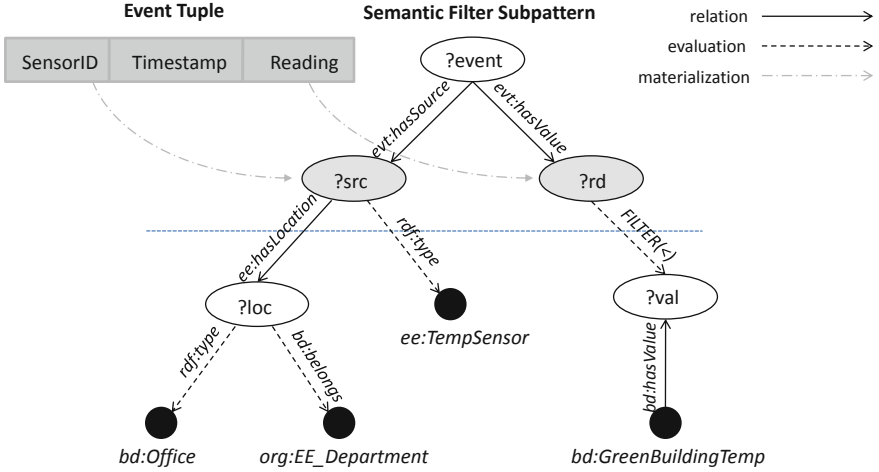 Event Tuple
Semantic Filter Subpattern
relation
evaluation
materialization
SensorID
Timestamp
Reading
?event
evt:hasSource
evt:hasValue
?src
?rd
ee:hasLocation
rdf:type
FILTER(<)
?loc
?val
ee:TempSensor
rdf:type
bd:belongs
bd:hasValue
bd:Office
org:EE_Department
bd:GreenBuildingTemp